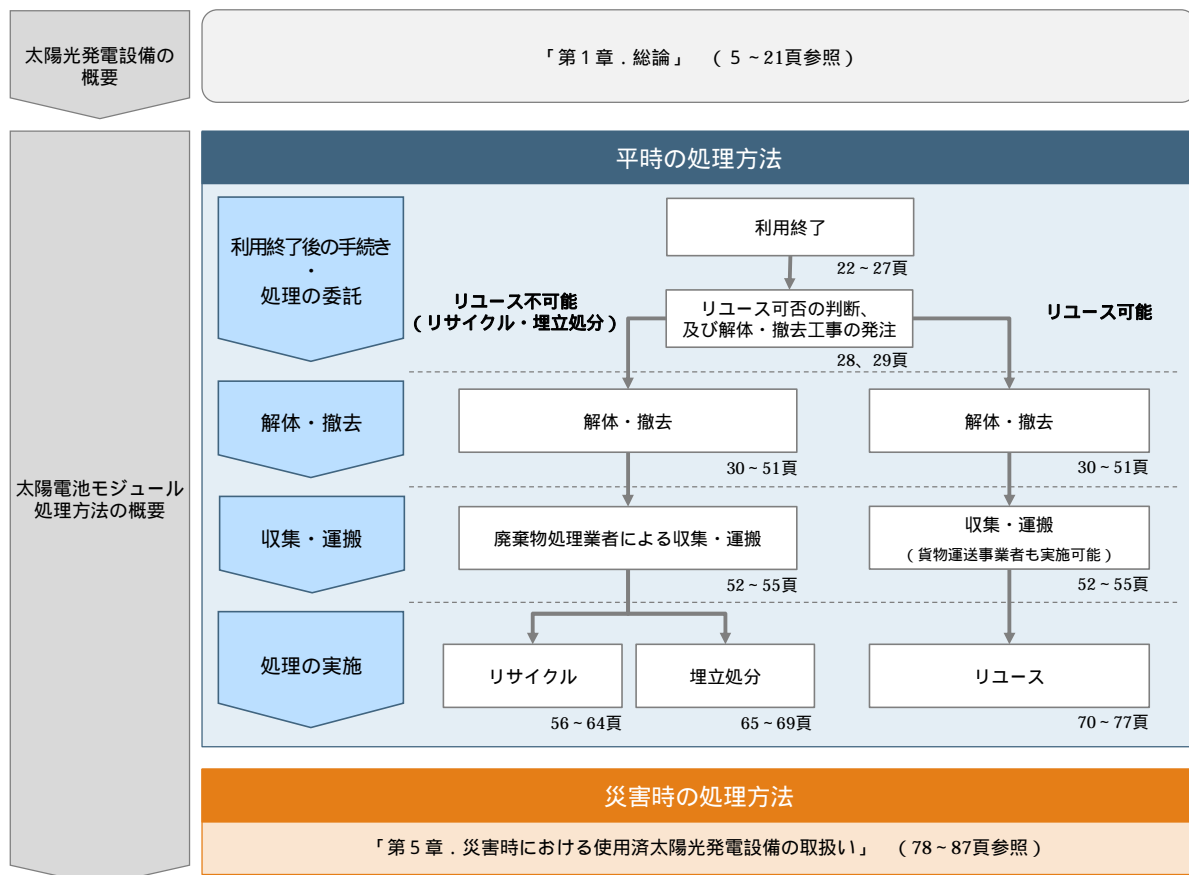 太陽光発電設備の
概要
「第１章．総論」　（５～21頁参照）
太陽電池モジュール
処理方法の概要
平時の処理方法
利用終了後の手続き
・
処理の委託
利用終了
22～27頁
リユース不可能
（リサイクル・埋立処分）
リユース可否の判断、
及び解体・撤去工事の発注
リユース可能
28、29頁
解体・撤去
解体・撤去
解体・撤去
30～51頁
30～51頁
収集・運搬
廃棄物処理業者による収集・運搬
収集・運搬
（貨物運送事業者も実施可能）
52～55頁
52～55頁
処理の実施
リサイクル
埋立処分
リユース
56～64頁
65～69頁
70～77頁
災害時の処理方法
「第５章．災害時における使用済太陽光発電設備の取扱い」　（78～87頁参照）